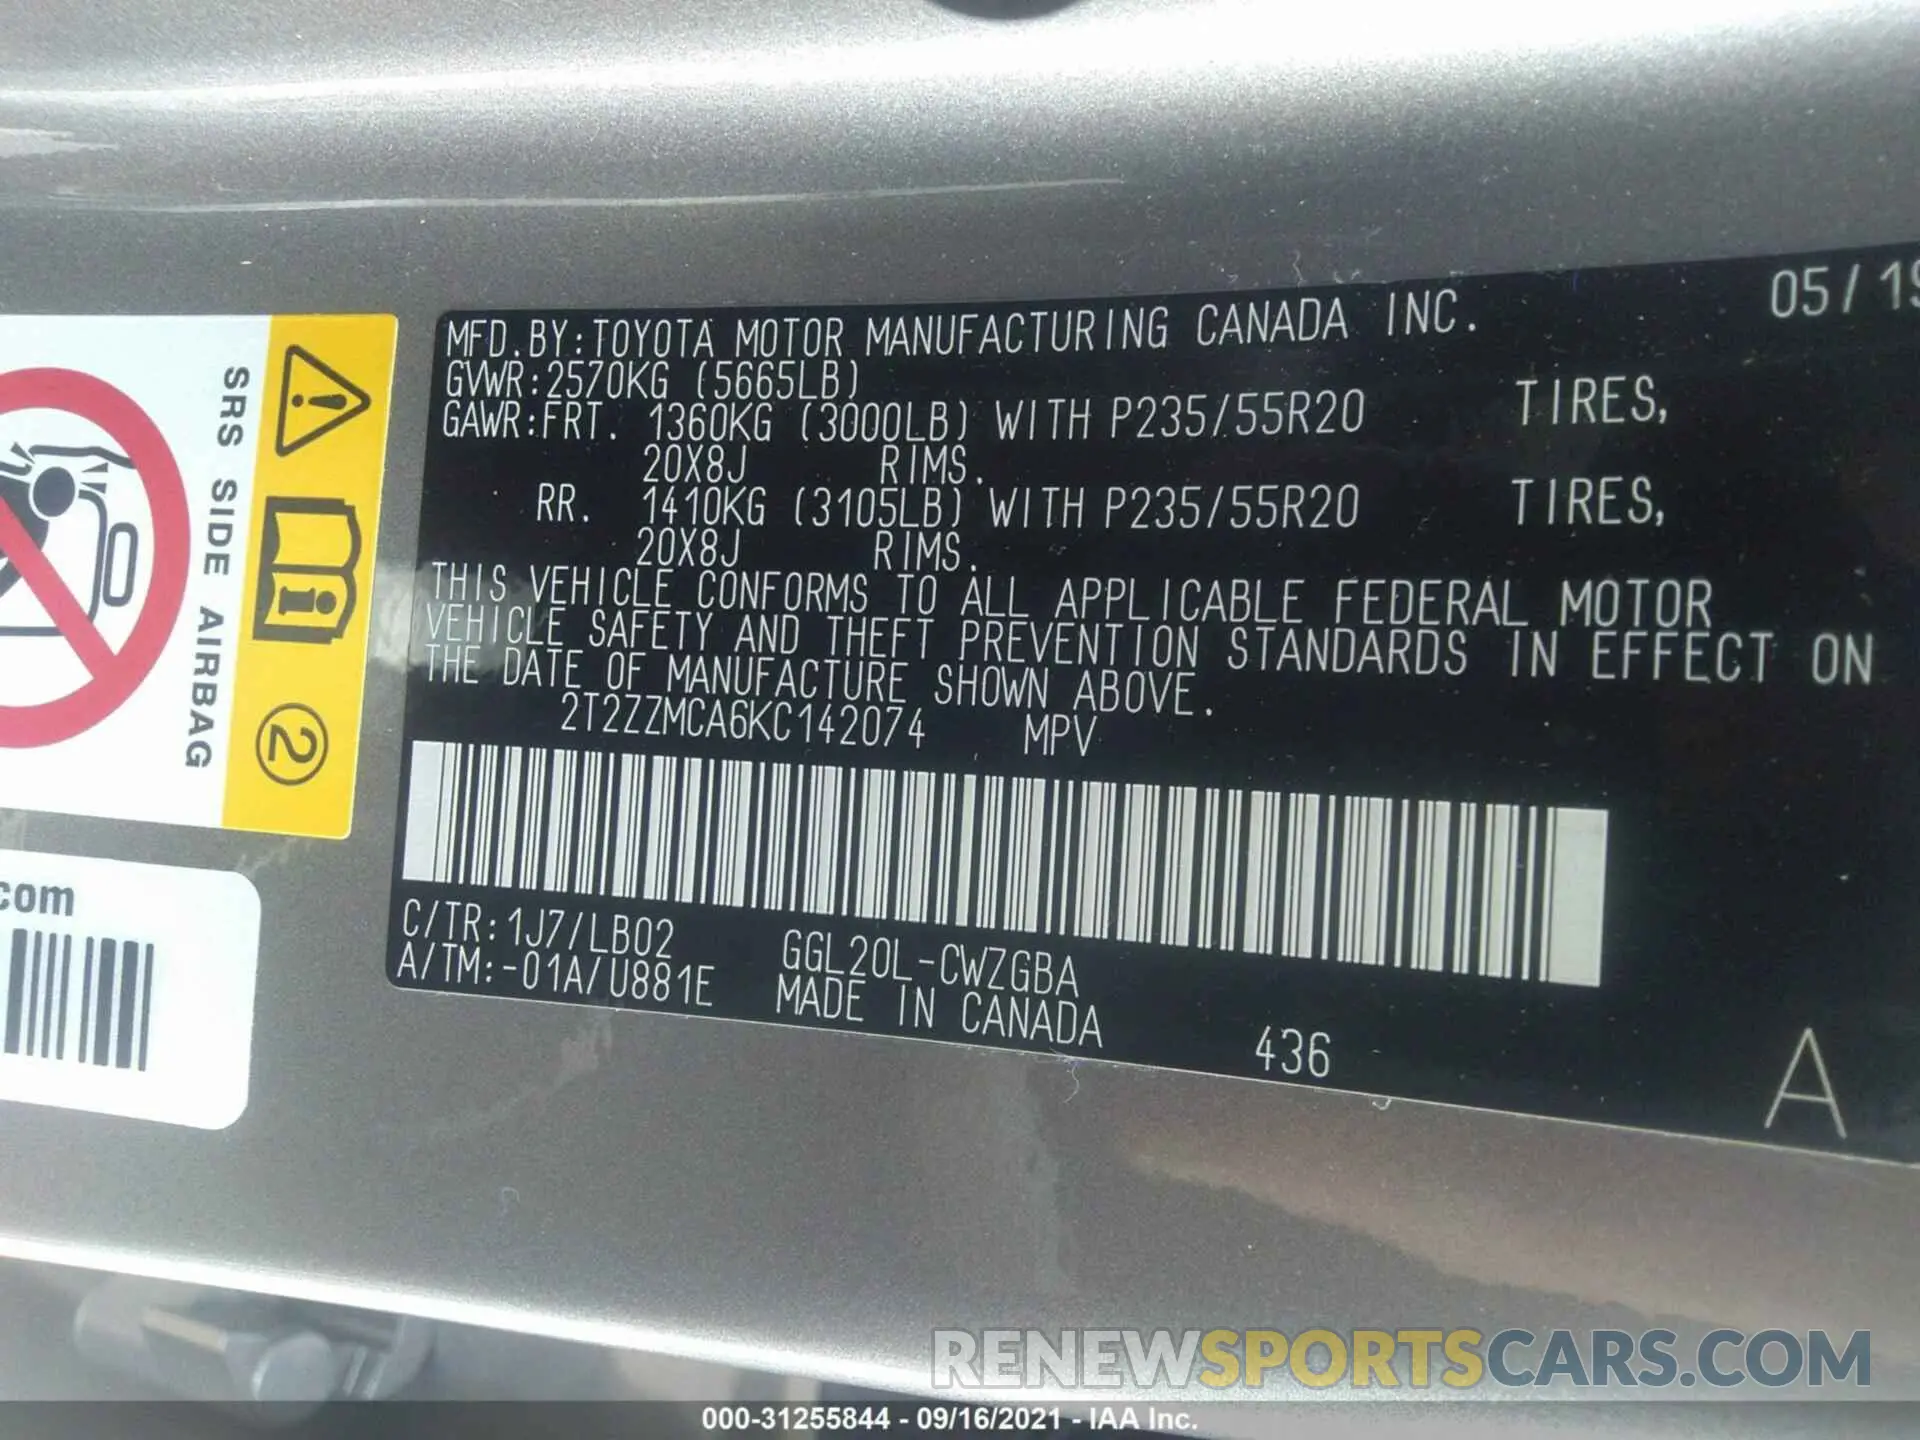 05/19
MFD.BY:TOYOTA MOTOR MANUFACTURING CANADA INC.
GVWR:2570KG (5665LB)
GAWR:FRT. 1360KG (3000LB) WITH P235/55R20 TIRES,
20X8J RIMS.
RR. 1410KG (3105LB) WITH P235/55R20 TIRES,
20X8J RIMS.
THIS VEHICLE CONFORMS TO ALL APPLICABLE FEDERAL MOTOR
VEHICLE SAFETY AND THEFT PREVENTION STANDARDS IN EFFECT ON
THE DATE OF MANUFACTURE SHOWN ABOVE.
2T2ZZMCA6KC142074 MPV
C/TR:1J7/LB02 GGL20L-CWZGBA
A/TM:-01A/U881E MADE IN CANADA
436
A
SRS SIDE AIRBAG
2
.com
RENEWSPORTSCARS.COM
000-31255844 - 09/16/2021 - IAA Inc.